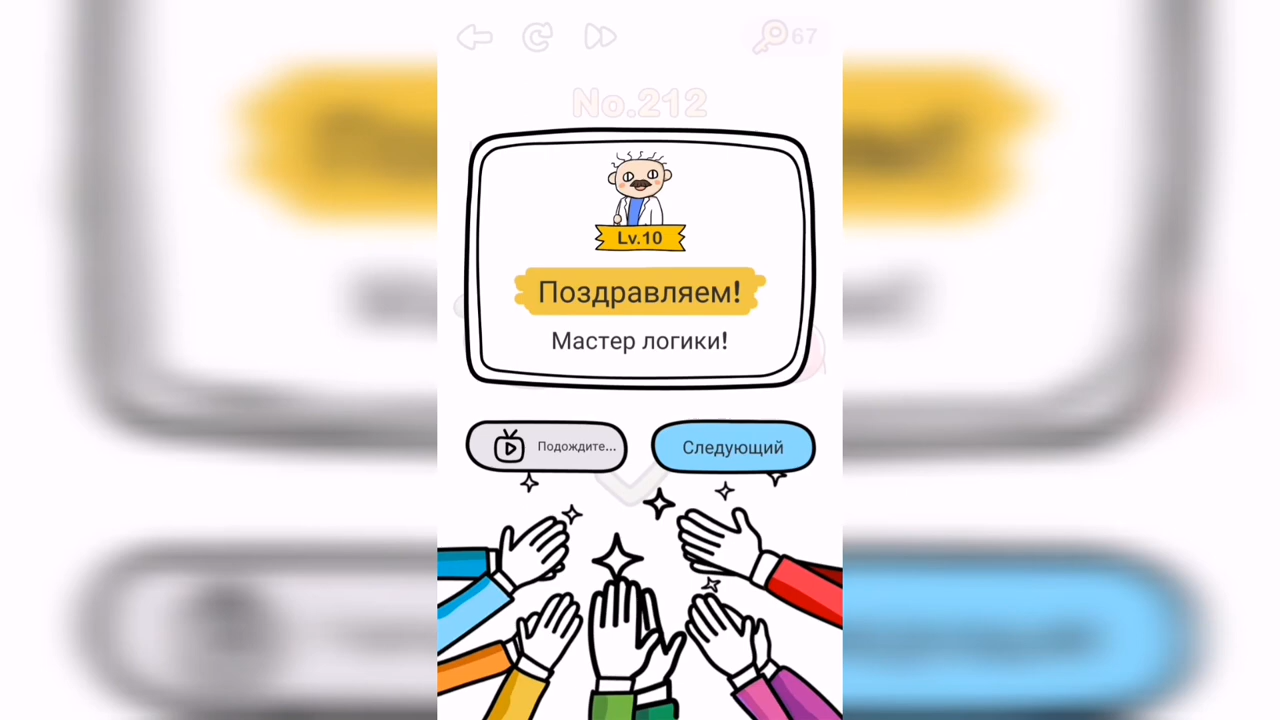 67
No.212
Lv.10
Поздравляем!
Мастер логики!
Подождите...
Следующий